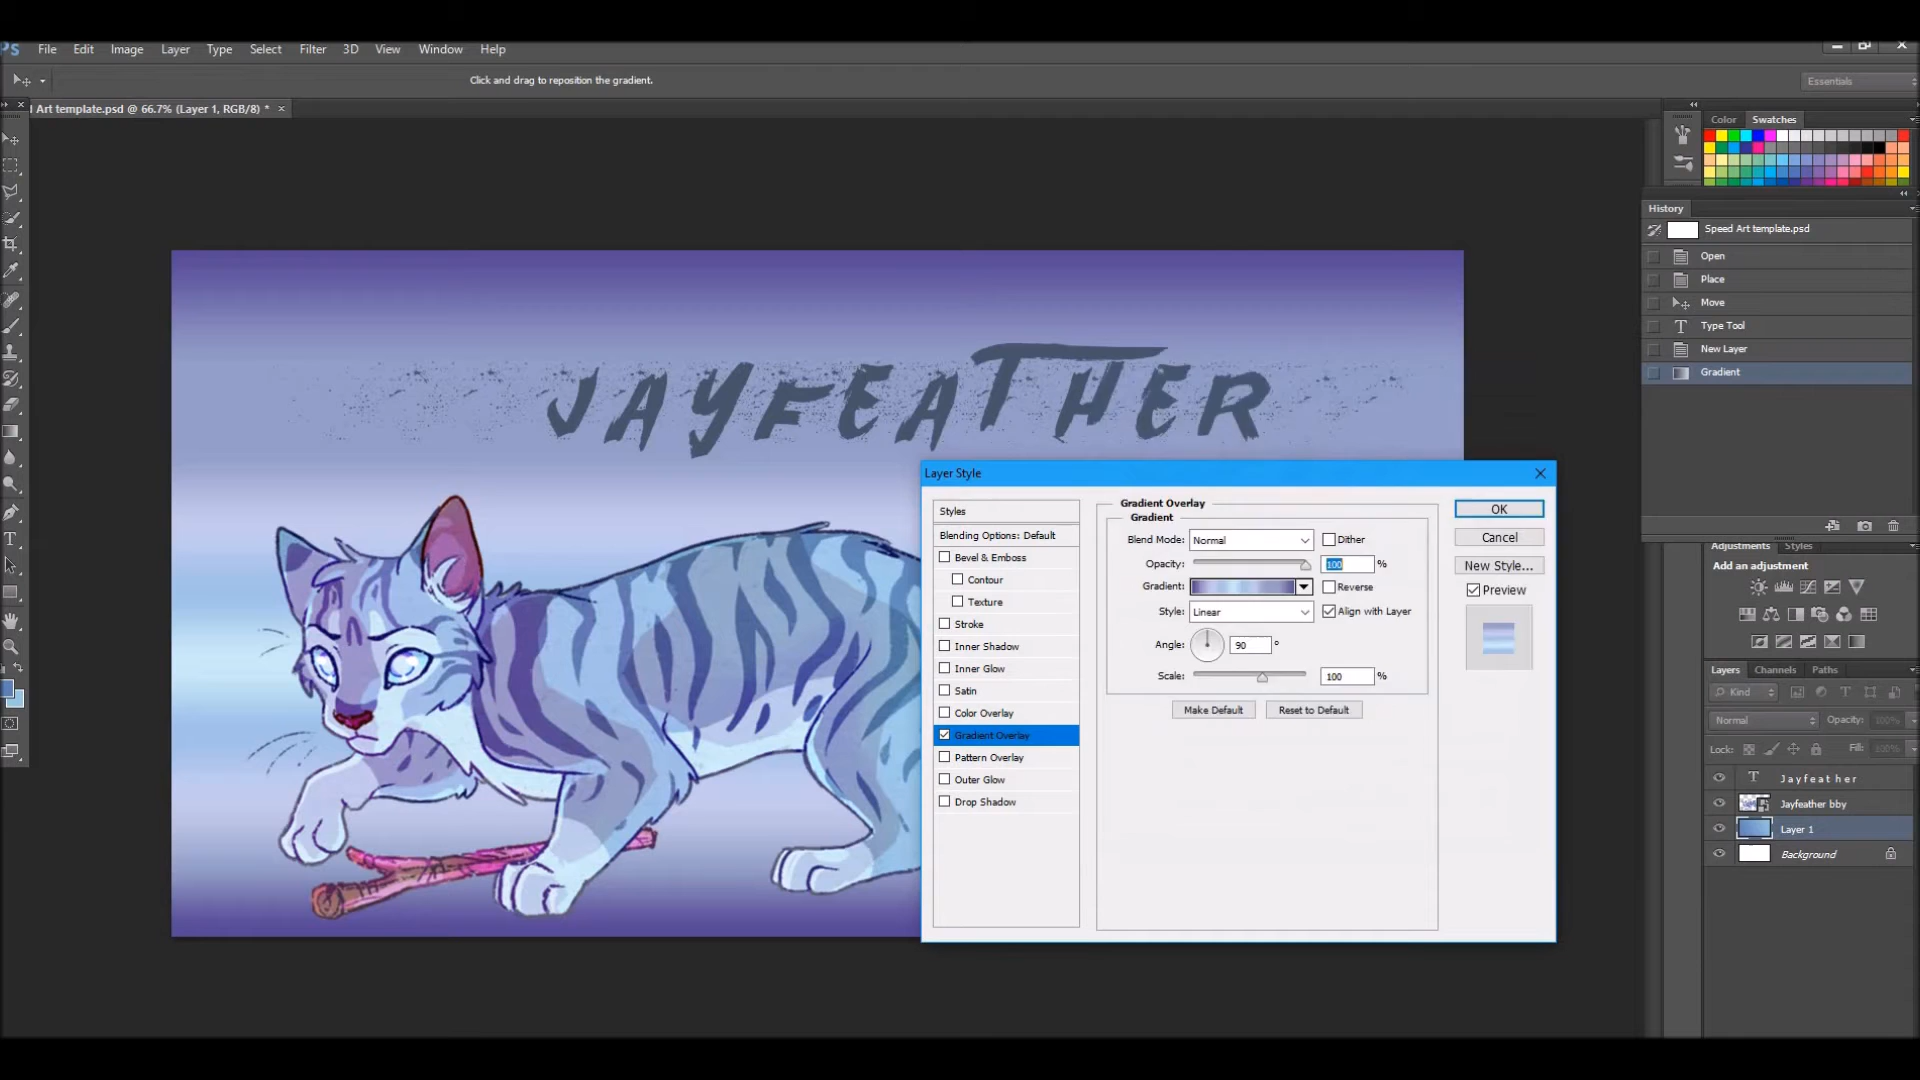 Ps File Edit Image Layer Type Select Filter 3D View Window Help
Click and drag to reposition the gradient.
Essentials
Art template.psd @ 66.7% (Layer 1, RGB/8) *
Color Swatches
History
Speed Art template.psd
Open
Place
Move
Type Tool
New Layer
Gradient
JAYFEATHER
Layer Style
Styles
Blending Options: Default
Bevel & Emboss
Contour
Texture
Stroke
Inner Shadow
Inner Glow
Satin
Color Overlay
Gradient Overlay
Pattern Overlay
Outer Glow
Drop Shadow
Gradient Overlay
Gradient
Blend Mode: Normal Dither
Opacity: 100 %
Gradient: Reverse
Style: Linear Align with Layer
Angle: 90 °
Scale: 100 %
Make Default Reset to Default
OK
Cancel
New Style...
Preview
Adjustments Styles
Add an adjustment
Layers Channels Paths
Kind
Normal Opacity: 100%
Lock: Fill: 100%
Jayfeather
Jayfeather bby
Layer 1
Background